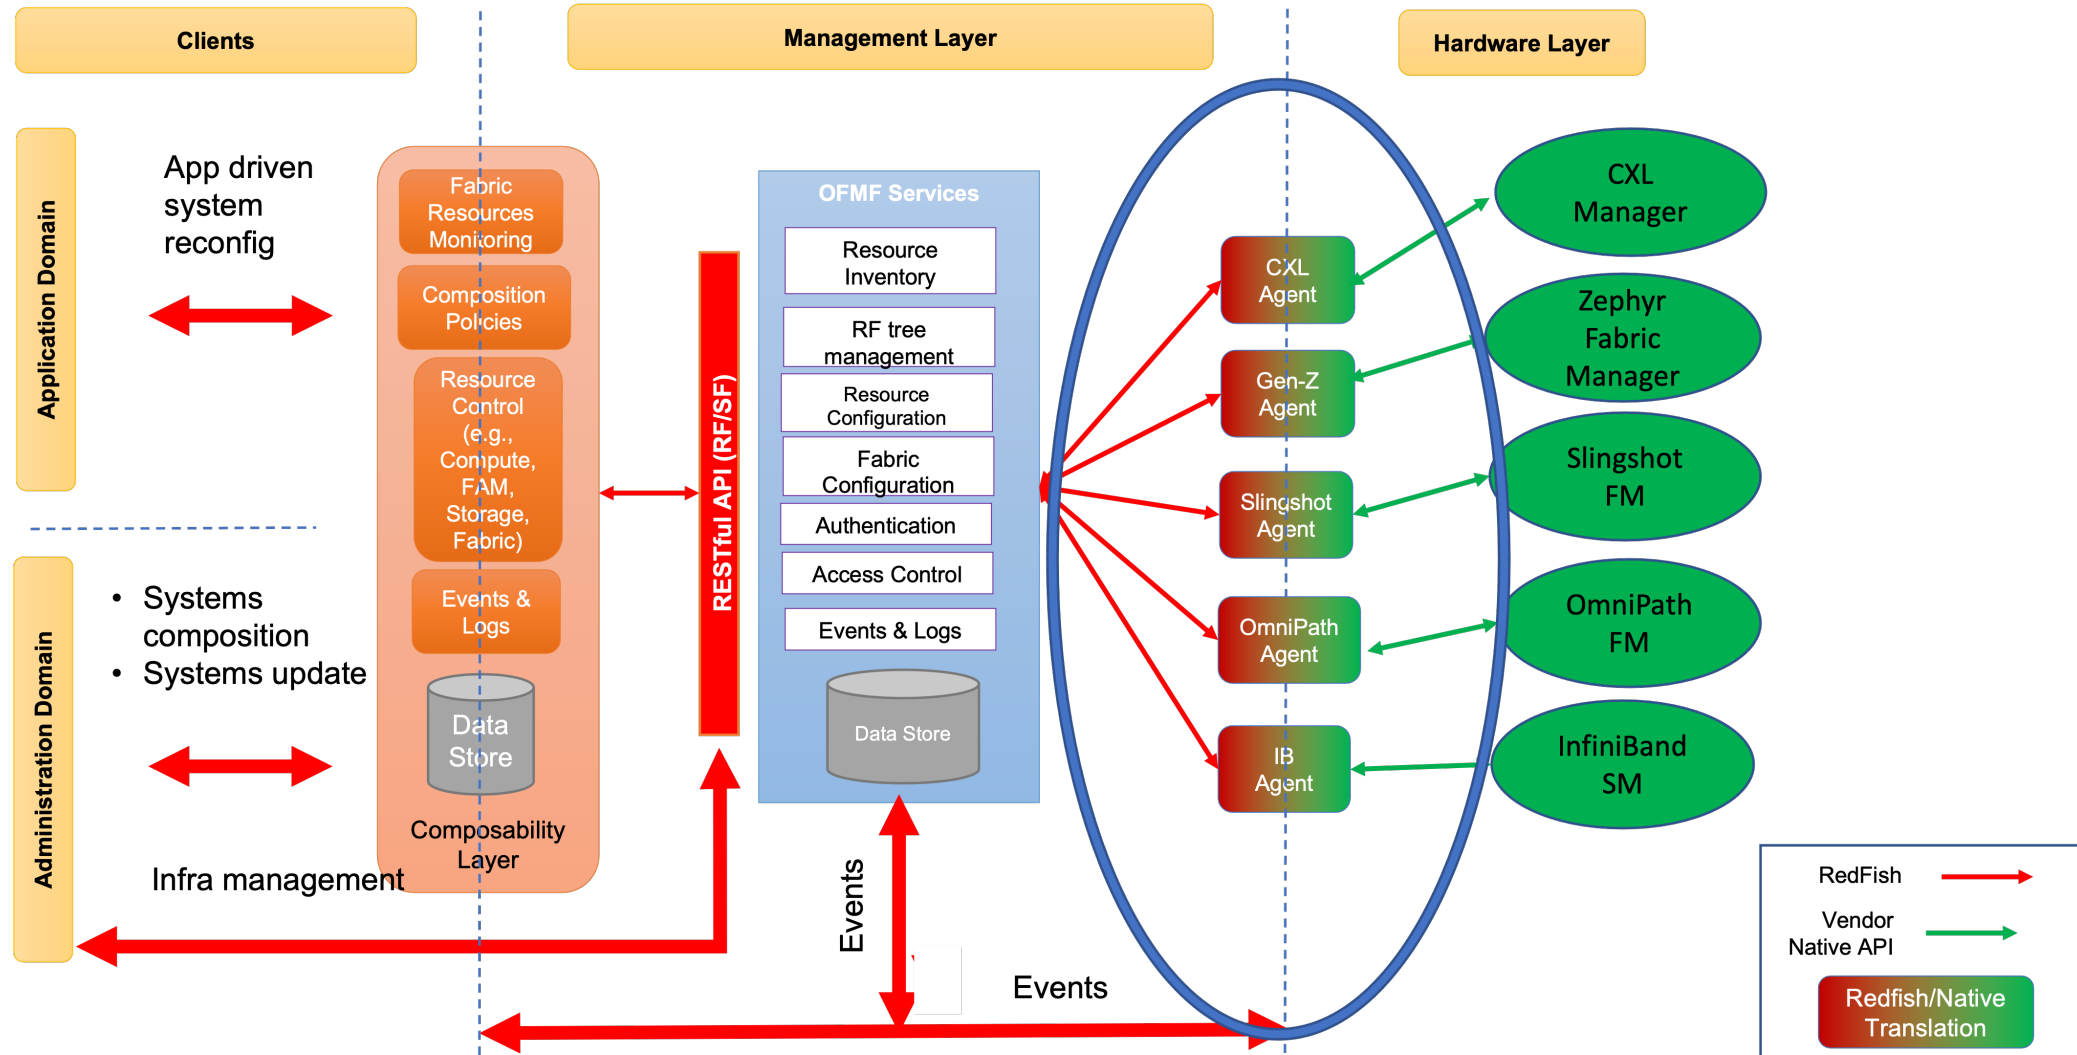 Clients
Management Layer
Hardware Layer
Application Domain
App driven
system
reconfig
Administration Domain
• Systems
composition
• Systems update
Infra management
Fabric
Resources
Monitoring
Composition
Policies
Resource
Control
(e.g.,
Compute,
FAM,
Storage,
Fabric)
Events &
Logs
Data
Store
Composability
Layer
RESTful API (RF/SF)
OFMF Services
Resource
Inventory
RF tree
management
Resource
Configuration
Fabric
Configuration
Authentication
Access Control
Events & Logs
Data Store
Events
Events
CXL
Agent
Gen-Z
Agent
Slingshot
Agent
OmniPath
Agent
IB
Agent
CXL
Manager
Zephyr
Fabric
Manager
Slingshot
FM
OmniPath
FM
InfiniBand
SM
RedFish
Vendor
Native API
Redfish/Native
Translation